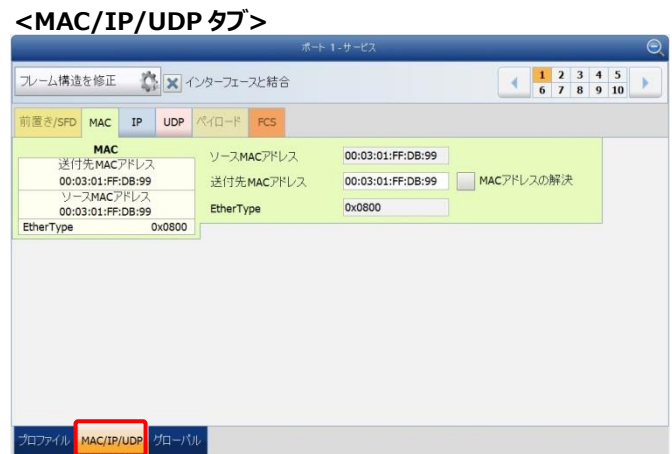 <MAC/IP/UDP タブ>
ポート 1-サービス
フレーム構造を修正
インターフェースと結合
1 2 3 4 5
6 7 8 9 10
前置き/SFD MAC IP UDP ペイロード FCS
MAC
送付先MACアドレス
00:03:01:FF:DB:99
ソースMACアドレス
00:03:01:FF:DB:99
EtherType 0x0800
ソースMACアドレス 00:03:01:FF:DB:99
送付先MACアドレス 00:03:01:FF:DB:99 MACアドレスの解決
EtherType 0x0800
プロファイル MAC/IP/UDP グローバル